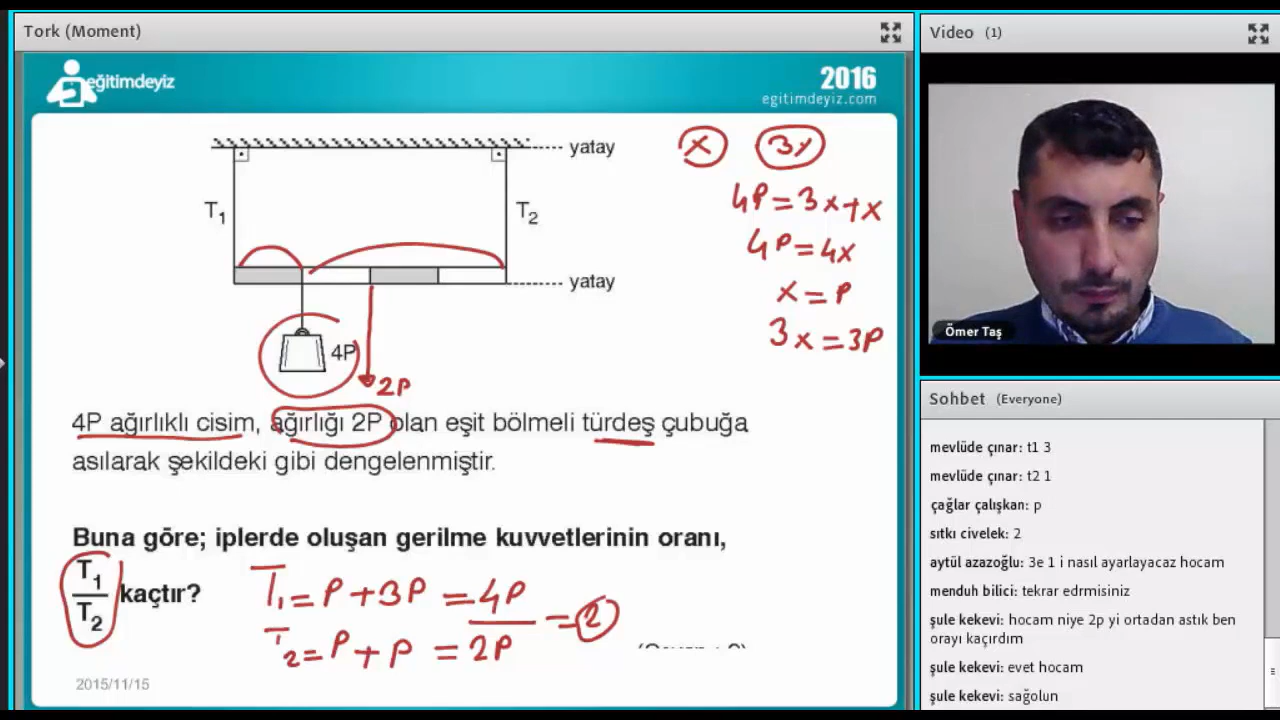 Tork (Moment)
eğitimdeyiz
2016
egitimdeyiz.com
yatay
T1
T2
yatay
4P
2P
x 3x
4P = 3x+x
4P = 4x
x = P
3x = 3P
4P ağırlıklı cisim, ağırlığı 2P olan eşit bölmeli türdeş çubuğa
asılarak şekildeki gibi dengelenmiştir.
Buna göre; iplerde oluşan gerilme kuvvetlerinin oranı,
T1
T2
kaçtır?
T1 = P + 3P = 4P
= 2
T2 = P + P = 2P
2015/11/15
Video (1)
Ömer Taş
Sohbet (Everyone)
mevlüde çınar: t1 3
mevlüde çınar: t2 1
çağlar çalışkan: p
sıtkı civelek: 2
aytül azazoğlu: 3e 1 i nasıl ayarlayacaz hocam
menduh bilici: tekrar edrmisiniz
şule kekevi: hocam niye 2p yi ortadan astık ben
orayı kaçırdım
şule kekevi: evet hocam
şule kekevi: sağolun